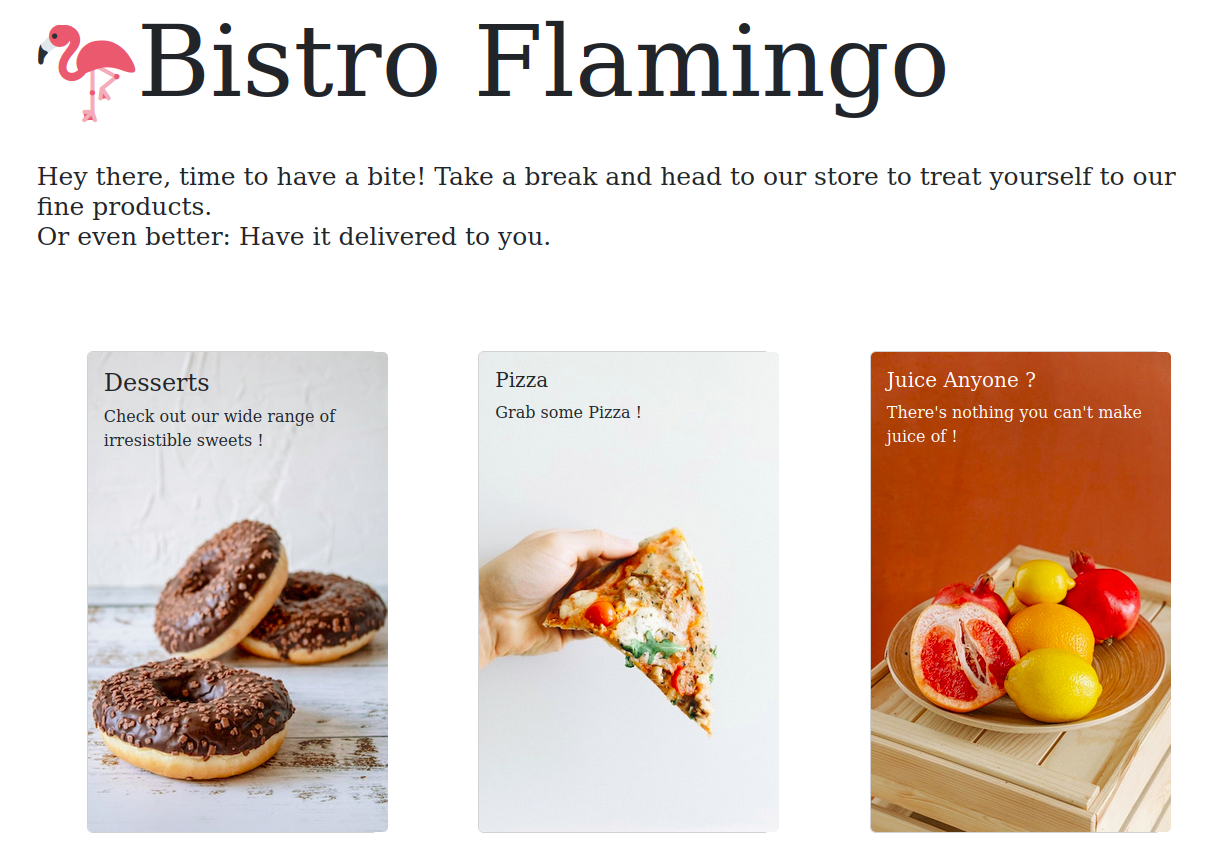 Bistro Flamingo
Hey there, time to have a bite! Take a break and head to our store to treat yourself to our
fine products.
Or even better: Have it delivered to you.
Desserts
Check out our wide range of
irresistible sweets !
Pizza
Grab some Pizza !
Juice Anyone ?
There's nothing you can't make
juice of !